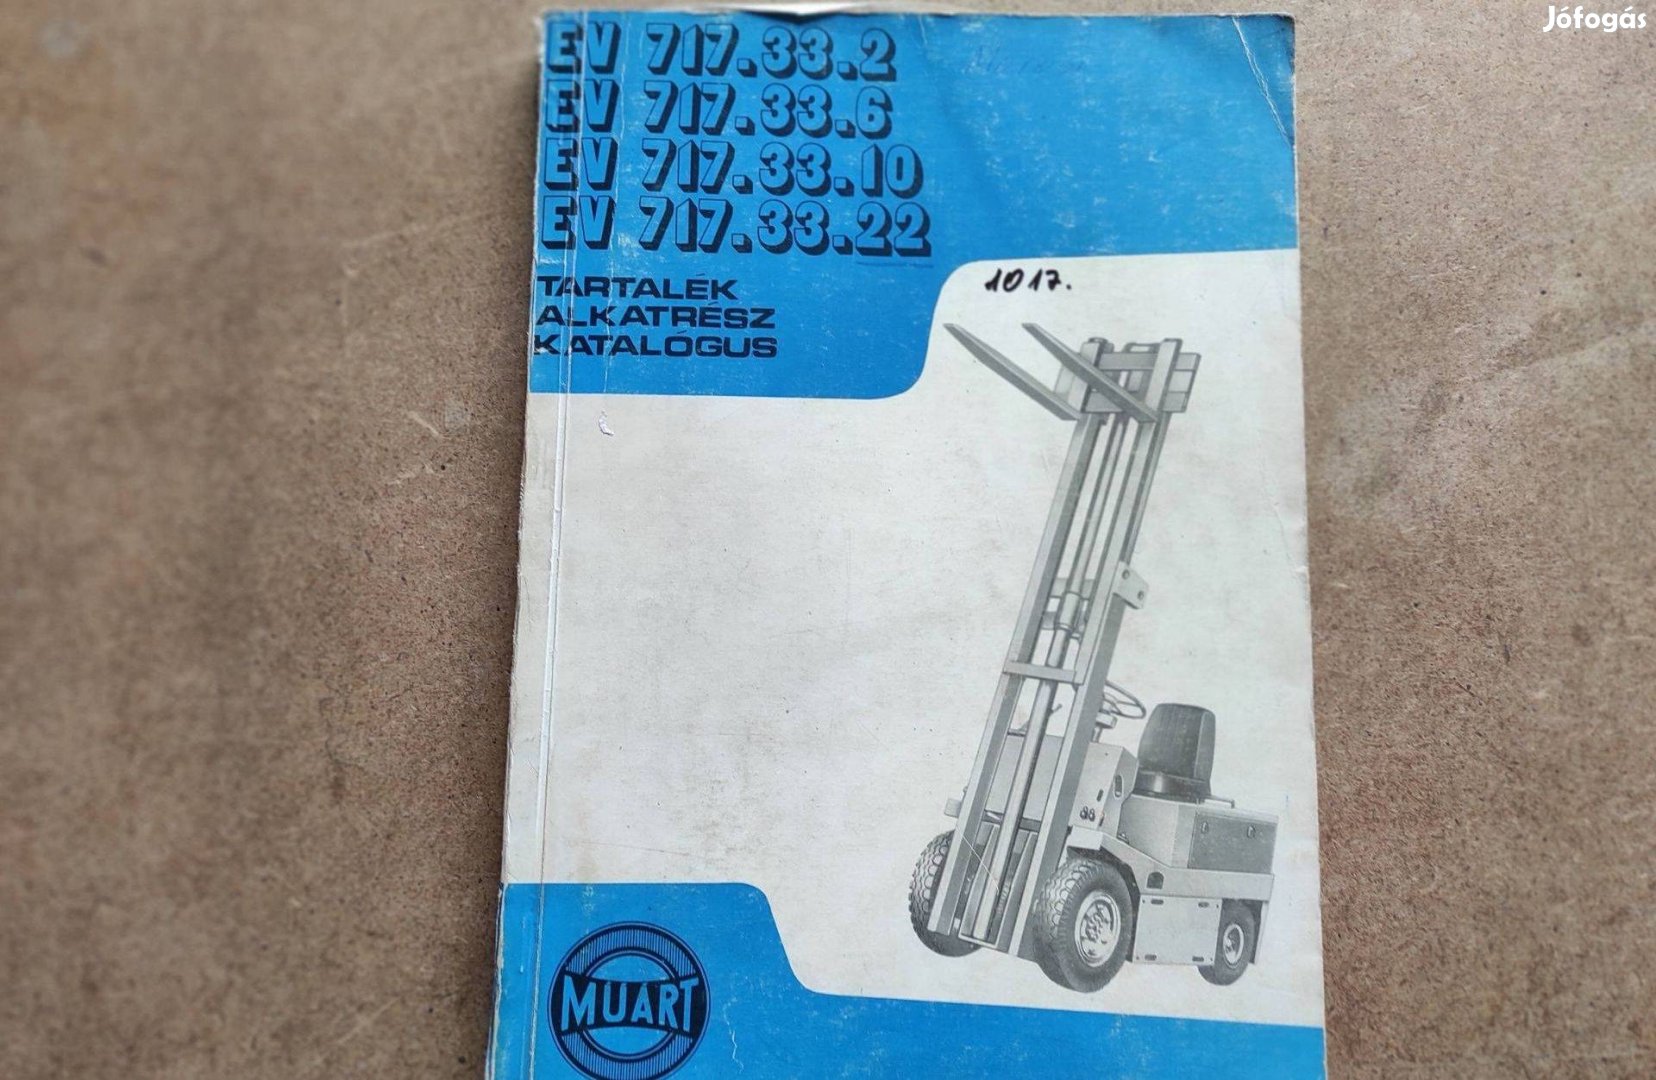 Jófogás
EV 717.33.2
EV 717.33.6
EV 717.33.10
EV 717.33.22
TARTALÉK
ALKATRÉSZ
KATALÓGUS
1017.
MUÁRT